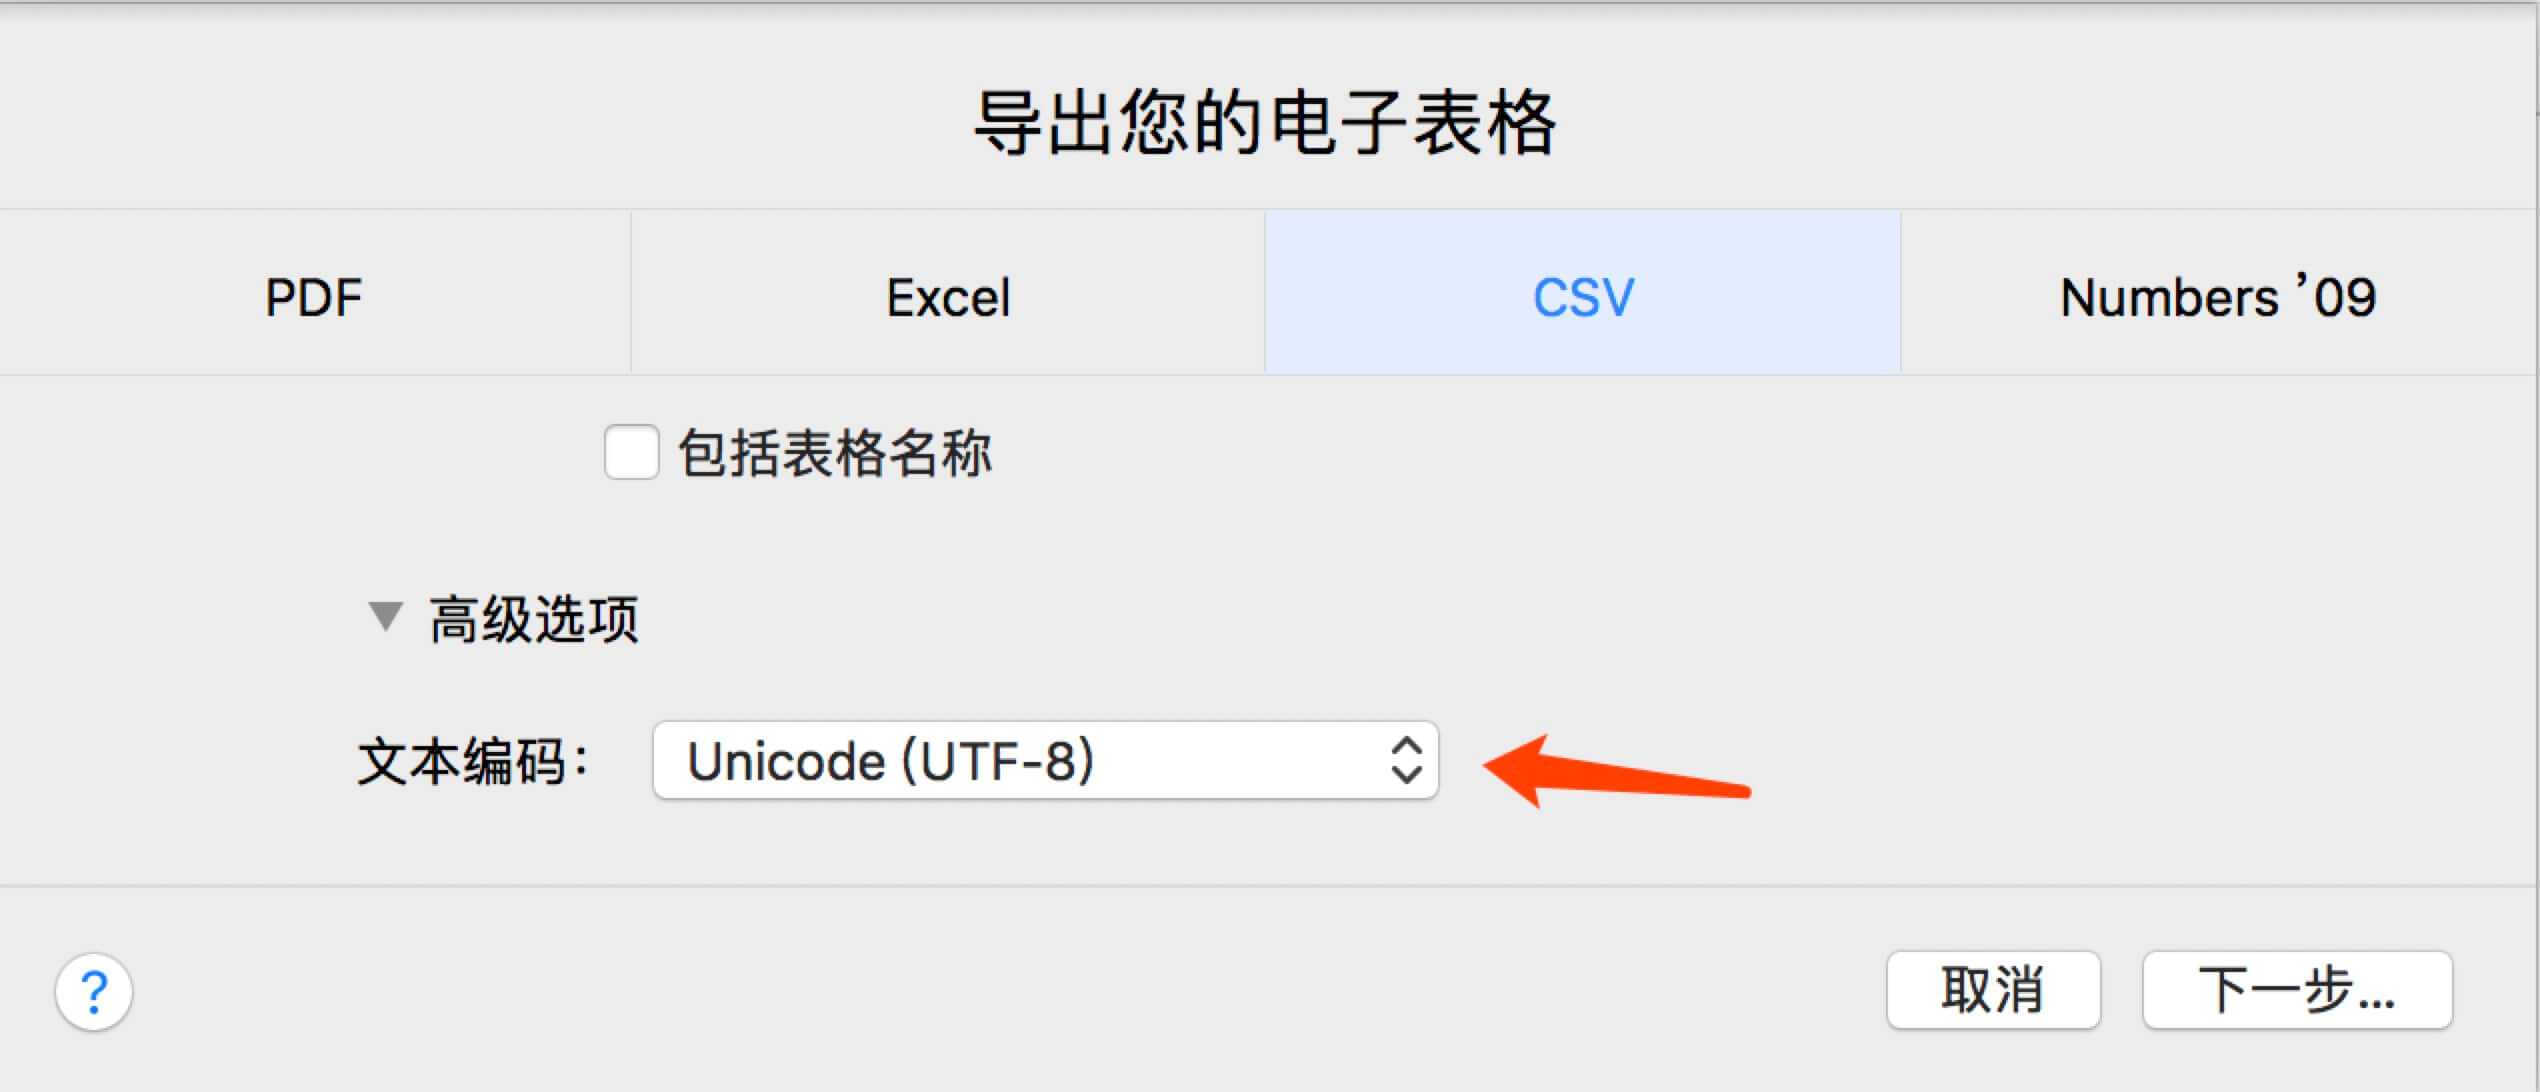 导出您的电子表格
PDF
Excel
CSV
Numbers ’09
包括表格名称
高级选项
文本编码：
Unicode (UTF-8)
?
取消
下一步...